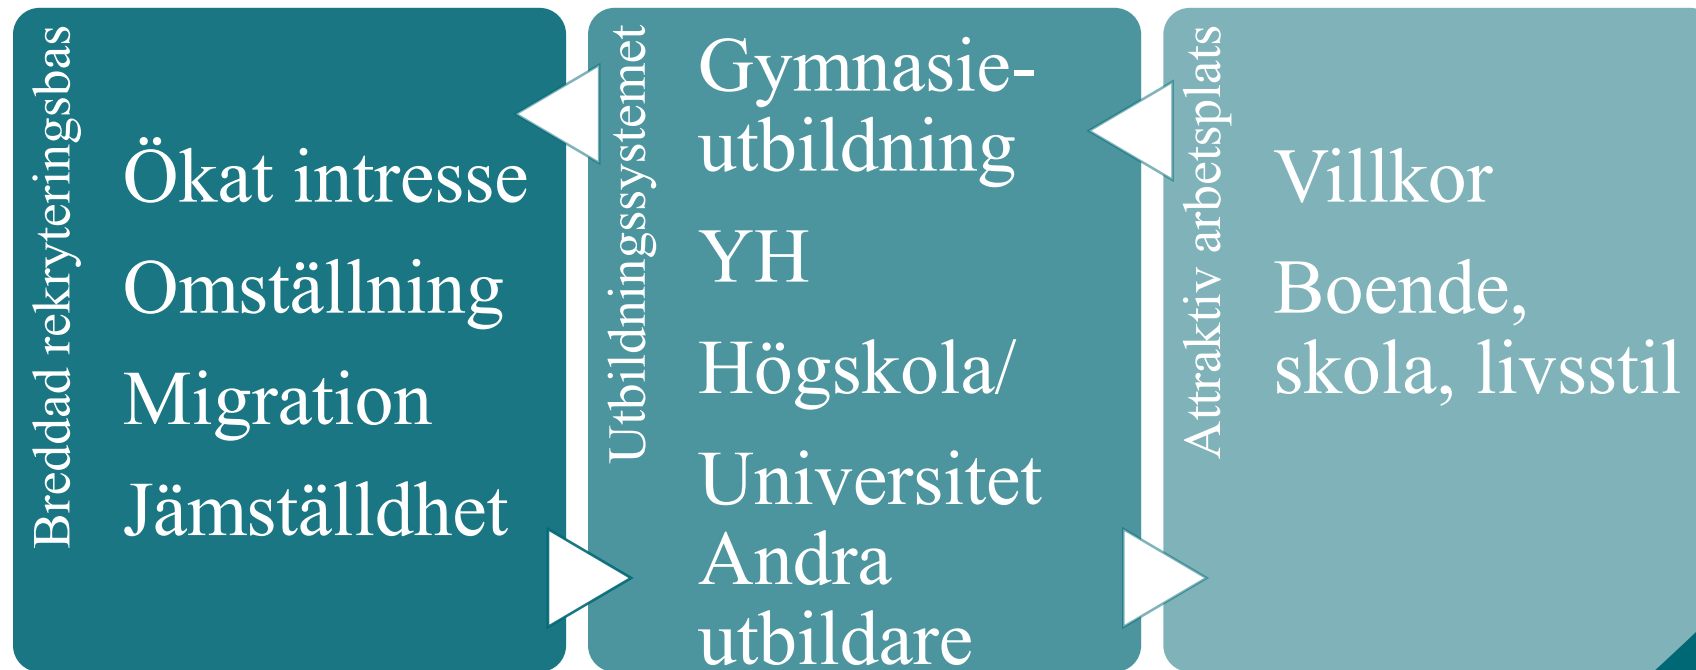 Breddad rekryteringsbas
Ökat intresse
Omställning
Migration
Jämställdhet
Utbildningssystemet
Gymnasie-
utbildning
YH
Högskola/
Universitet
Andra
utbildare
Attraktiv arbetsplats
Villkor
Boende,
skola, livsstil